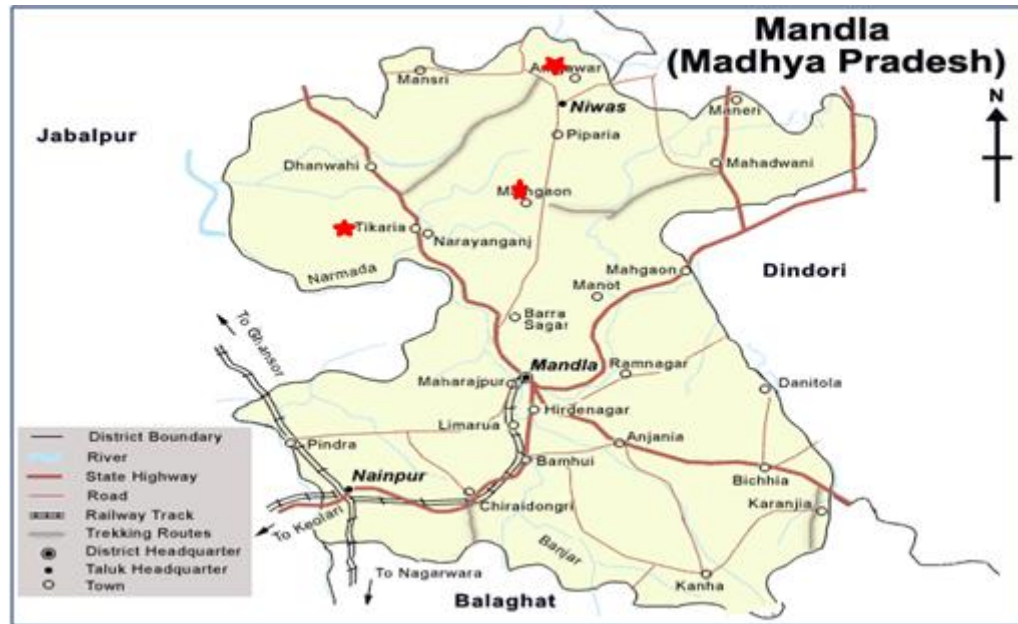 Mandla
(Madhya Pradesh)
N
Mansri
Niwas
Maneri
Jabalpur
Piparia
Dhanwahi
Mahadwani
Tikaria
Narayanganj
Narmada
Mahgaon
Dindori
Manot
To Ghansor
Barra
Sagar
Mandla
Ramnagar
Maharajpur
Danitola
Hirdenagar
Limarua
Anjania
Pindra
Bamhui
Bichhia
Nainpur
Karanjia
Chiraidongri
To Keolari
Banjar
To Nagarwara
Kanha
Balaghat
District Boundary
River
State Highway
Road
Railway Track
Trekking Routes
District Headquarter
Taluk Headquarter
Town